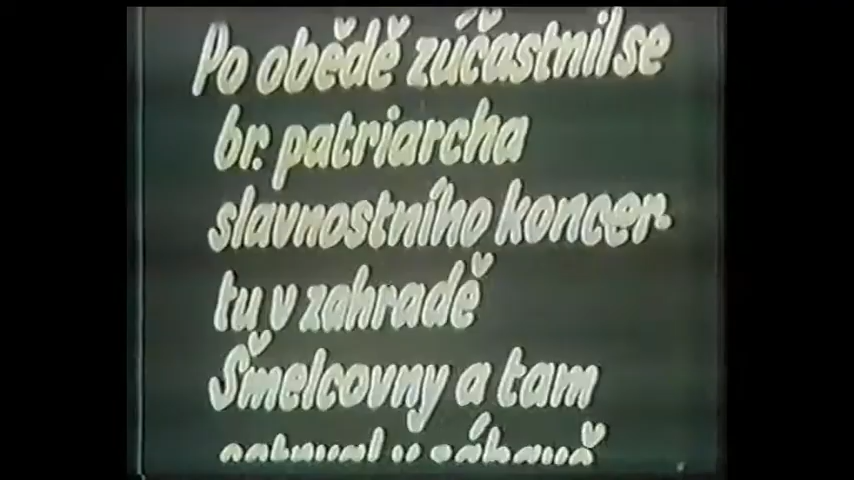 Po obědě zúčastnil se
br. patriarcha
slavnostního koncer-
tu v zahradě
Šmelcovny a tam